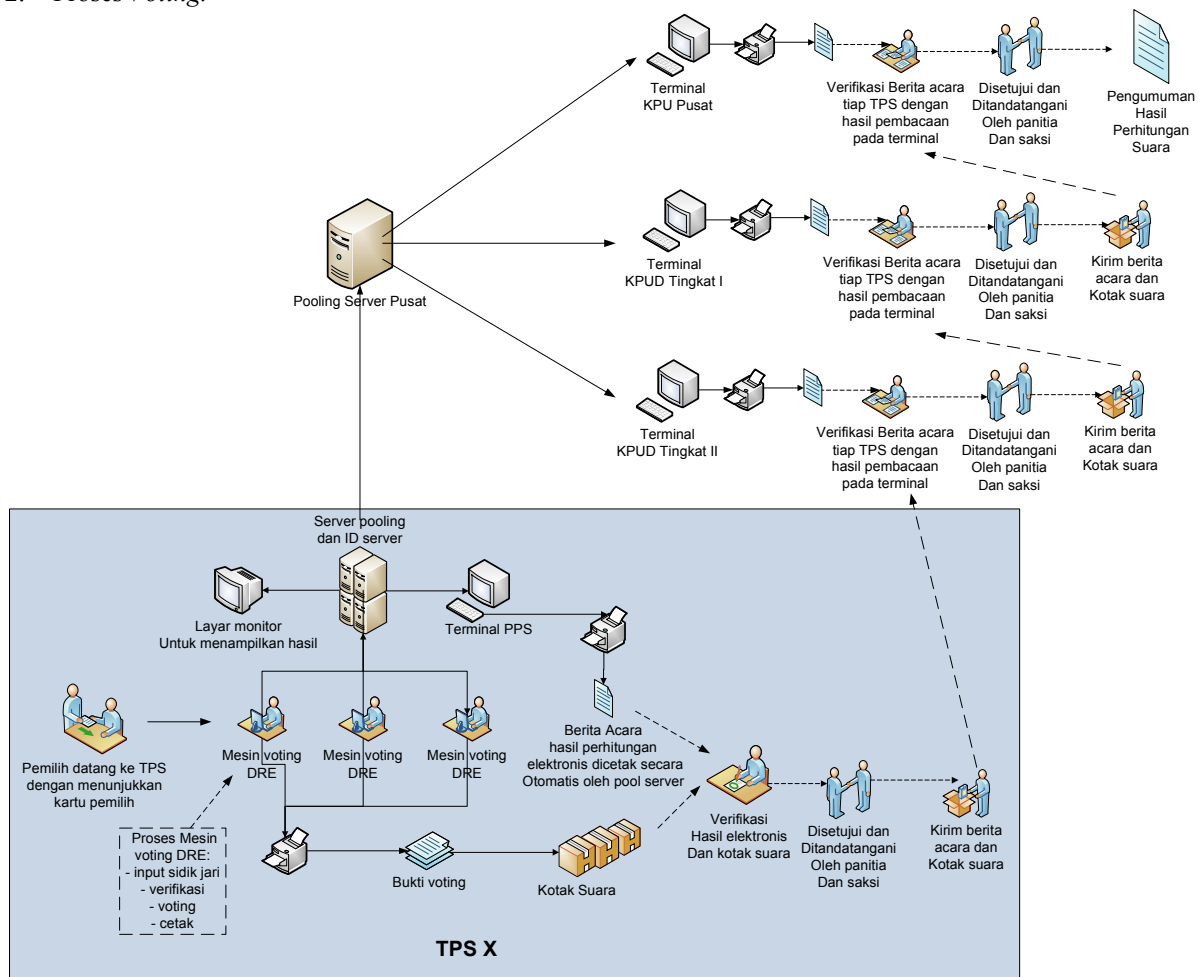 2. Proses Voting.
Terminal
KPU Pusat
Verifikasi Berita acara
tiap TPS dengan
hasil pembacaan
pada terminal
Disetujui dan
Ditandatangani
Oleh panitia
Dan saksi
Pengumuman
Hasil
Perhitungan
Suara
Pooling Server Pusat
Terminal
KPUD Tingkat I
Verifikasi Berita acara
tiap TPS dengan
hasil pembacaan
pada terminal
Disetujui dan
Ditandatangani
Oleh panitia
Dan saksi
Kirim berita
acara dan
Kotak suara
Terminal
KPUD Tingkat II
Verifikasi Berita acara
tiap TPS dengan
hasil pembacaan
pada terminal
Disetujui dan
Ditandatangani
Oleh panitia
Dan saksi
Kirim berita
acara dan
Kotak suara
Server pooling
dan ID server
Layar monitor
Untuk menampilkan hasil
Terminal PPS
Pemilih datang ke TPS
dengan menunjukkan
kartu pemilih
Mesin voting
DRE
Mesin voting
DRE
Mesin voting
DRE
Berita Acara
hasil perhitungan
elektronis dicetak secara
Otomatis oleh pool server
Proses Mesin
voting DRE:
- input sidik jari
- verifikasi
- voting
- cetak
Bukti voting
Kotak Suara
Verifikasi
Hasil elektronis
Dan kotak suara
Disetujui dan
Ditandatangani
Oleh panitia
Dan saksi
Kirim berita
acara dan
Kotak suara
TPS X